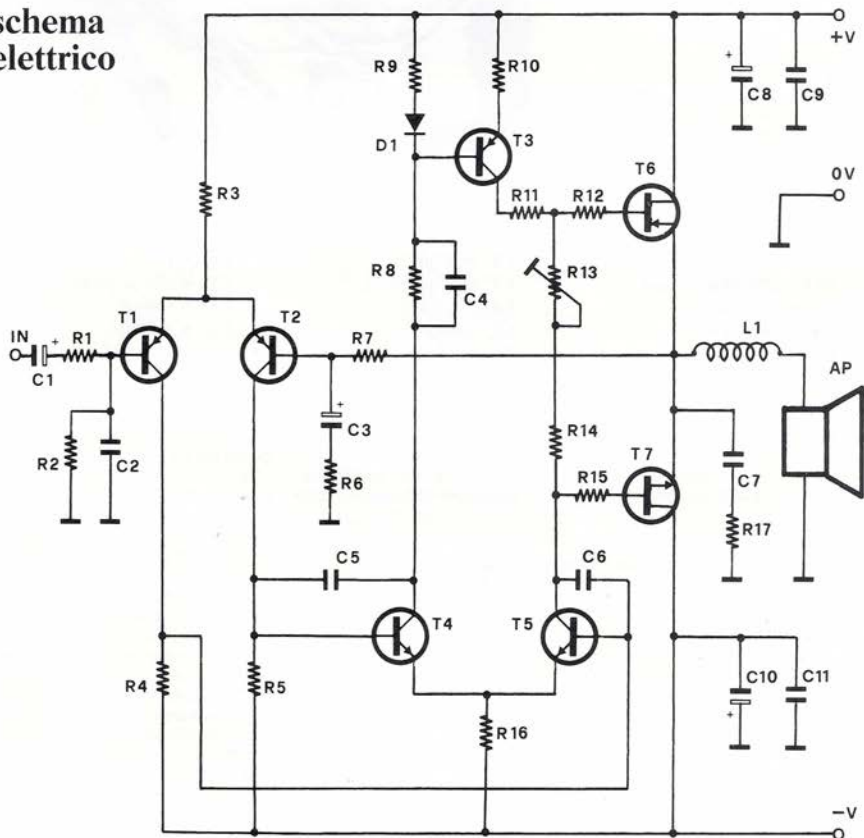 schema
elettrico
+V
R9
R10
C8
C9
D1
T3
T6
0V
R3
R11
R12
R8
C4
R13
IN
C1
R1
T1
T2
R7
L1
AP
R2
C2
C3
R6
R14
R15
T7
C7
R17
C5
C6
T4
T5
R4
R5
R16
C10
C11
-V